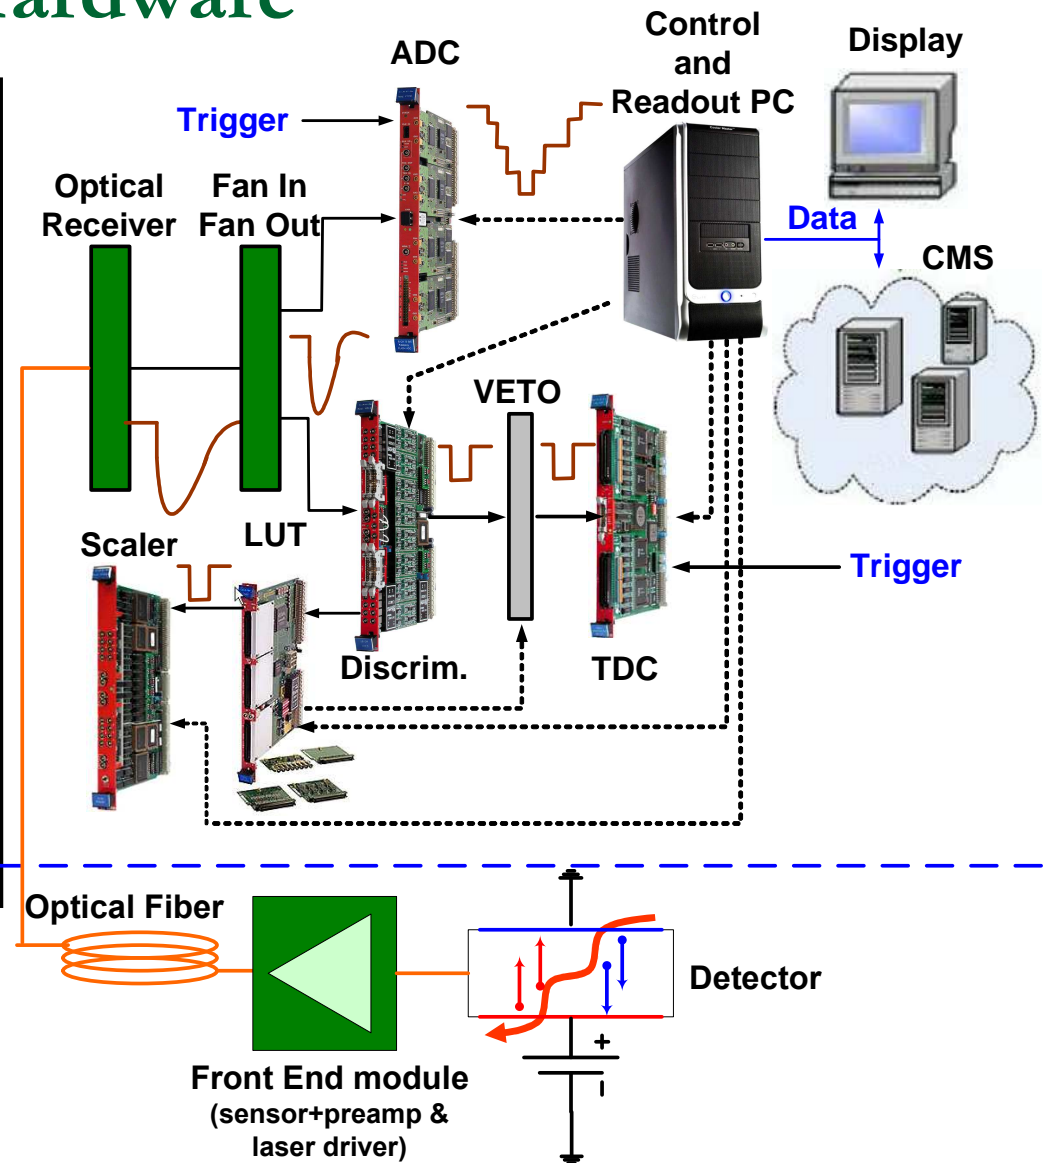 ardware
ADC
Control
and
Readout PC
Display
Trigger
Optical
Receiver
Fan In
Fan Out
Data
CMS
VETO
Scaler
LUT
Trigger
Discrim.
TDC
Optical Fiber
Detector
+
–
Front End module
(sensor+preamp &
laser driver)